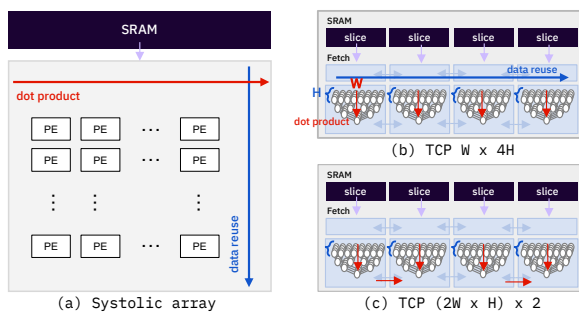 SRAM
dot product
PE PE ... PE
PE PE ... PE
PE PE ... PE
data reuse
(a) Systolic array
SRAM
slice slice slice slice
Fetch
data reuse
W
H
dot product
(b) TCP W x 4H
SRAM
slice slice slice slice
Fetch
(c) TCP (2W x H) x 2